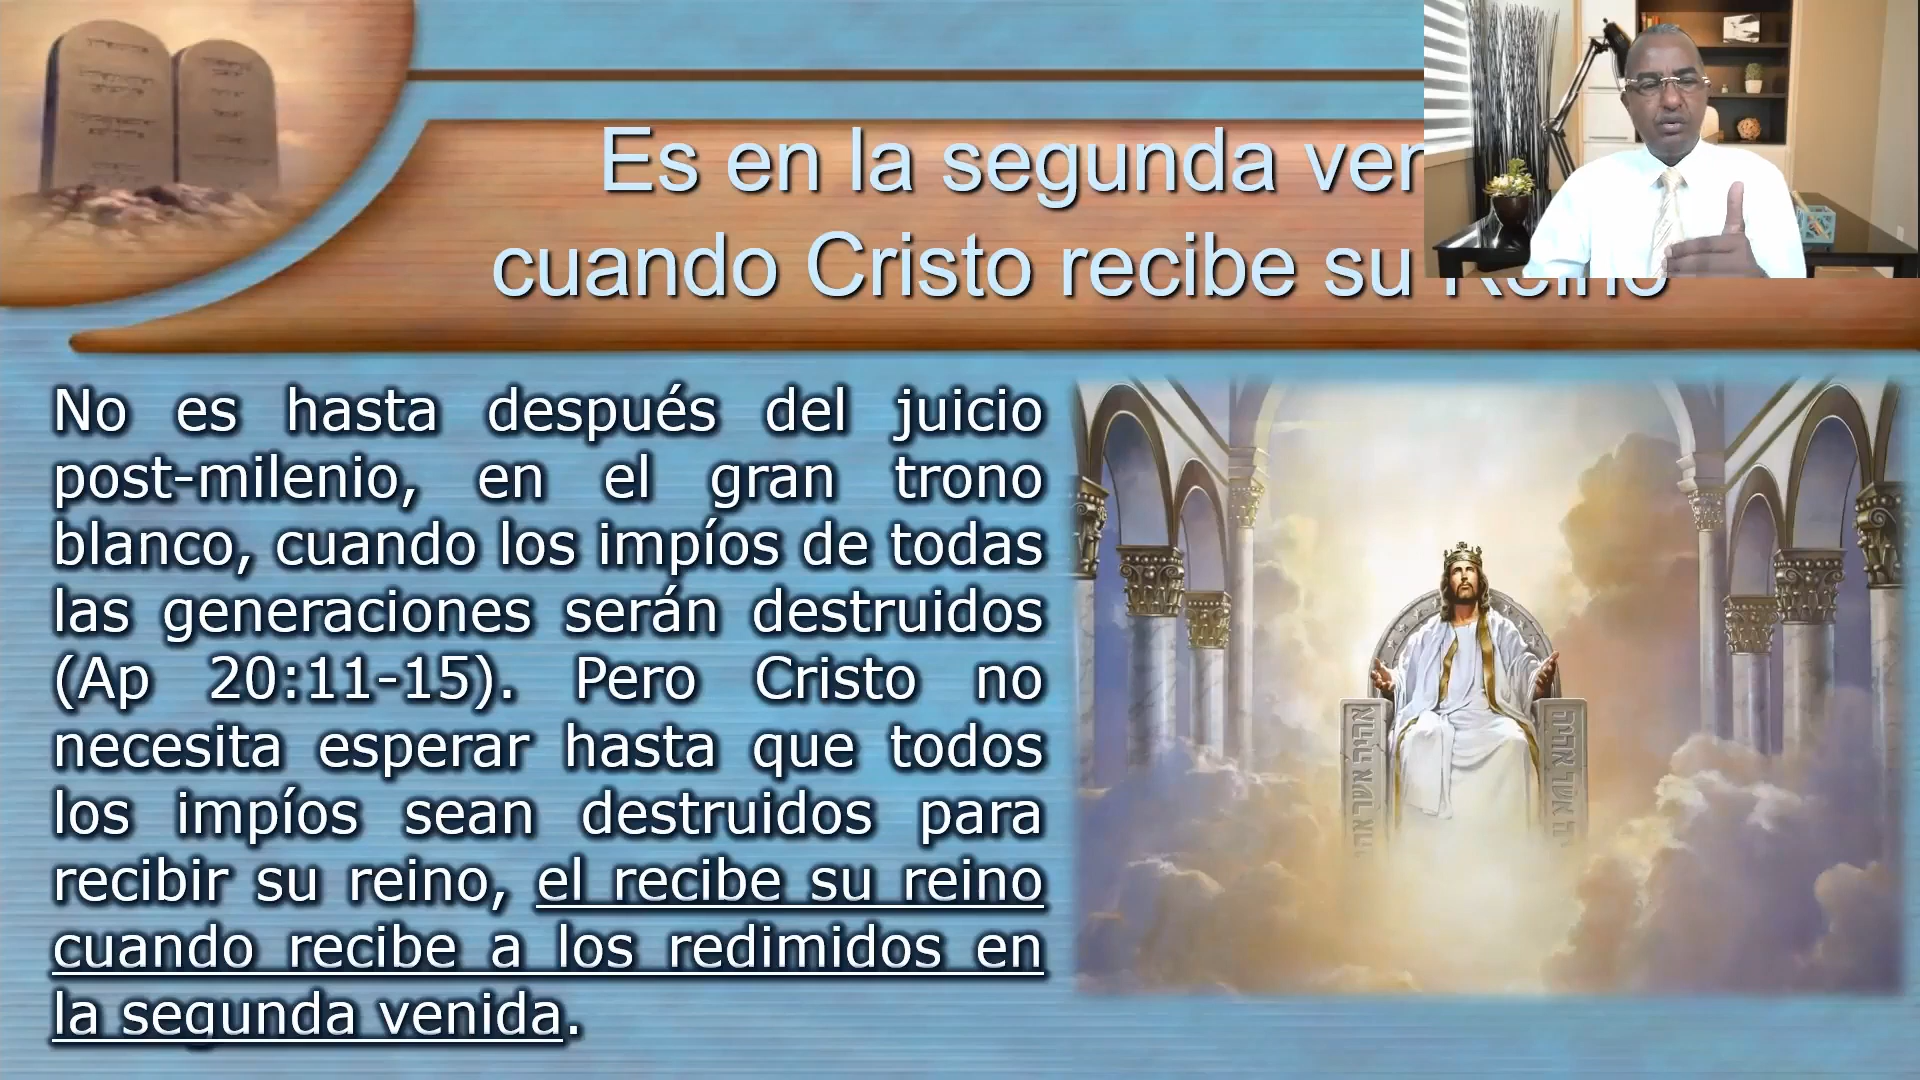 Es en la segunda
cuando Cristo recibe su Reino
No es hasta después del juicio
post-milenio, en el gran trono
blanco, cuando los impíos de todas
las generaciones serán destruidos
(Ap 20:11-15). Pero Cristo no
necesita esperar hasta que todos
los impíos sean destruidos para
recibir su reino, el recibe su reino
cuando recibe a los redimidos en
la segunda venida.